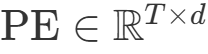 PE ∈ ℝ^{T×d}